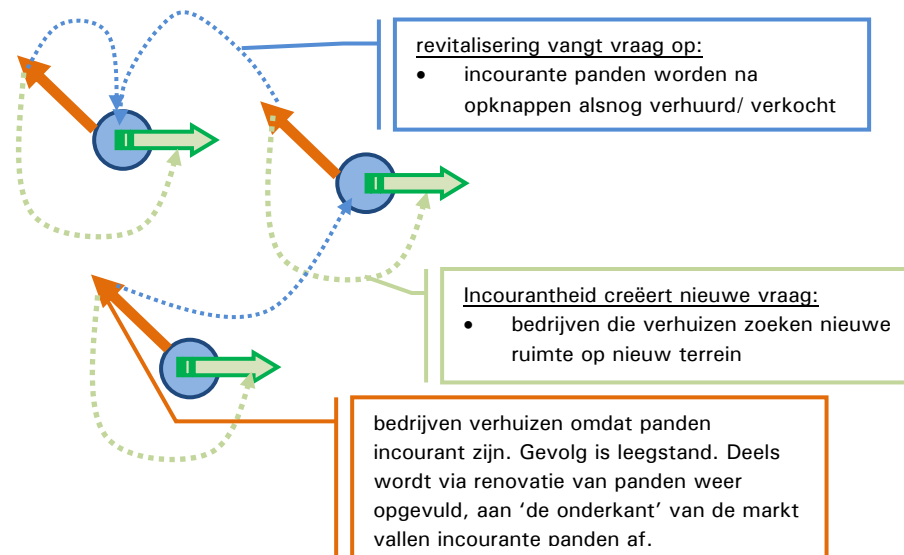 revitalisering vangt vraag op:
• incourante panden worden na
opknappen alsnog verhuurd/ verkocht
Incourantheid creëert nieuwe vraag:
• bedrijven die verhuizen zoeken nieuwe
ruimte op nieuw terrein
bedrijven verhuizen omdat panden
incourant zijn. Gevolg is leegstand. Deels
wordt via renovatie van panden weer
opgevuld, aan ‘de onderkant’ van de markt
vallen incourante panden af.